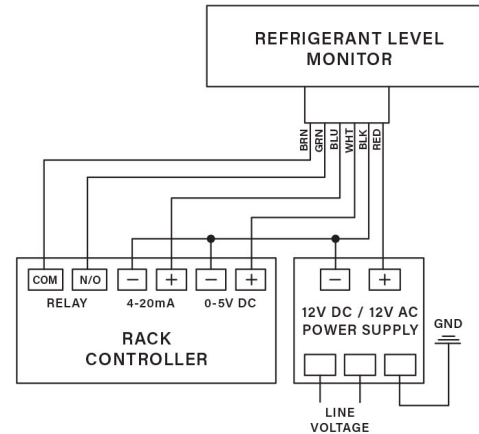 REFRIGERANT LEVEL
MONITOR
BRN
GRN
BLU
WHT
BLK
RED
COM
N/O
−
+
−
+
−
+
RELAY
4-20mA
0-5V DC
12V DC / 12V AC
POWER SUPPLY
GND
RACK
CONTROLLER
LINE
VOLTAGE